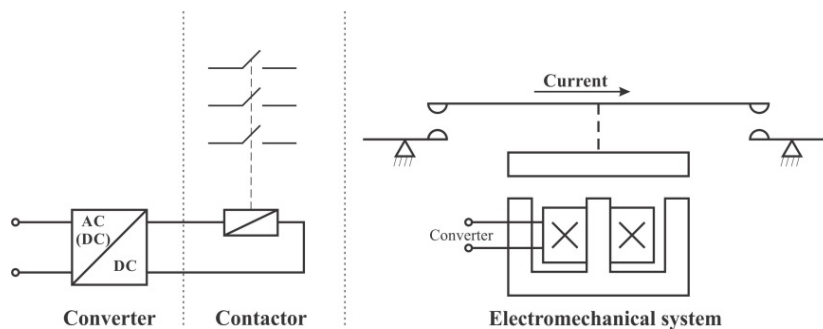 Current
AC
(DC)
DC
Converter
Converter
Contactor
Electromechanical system